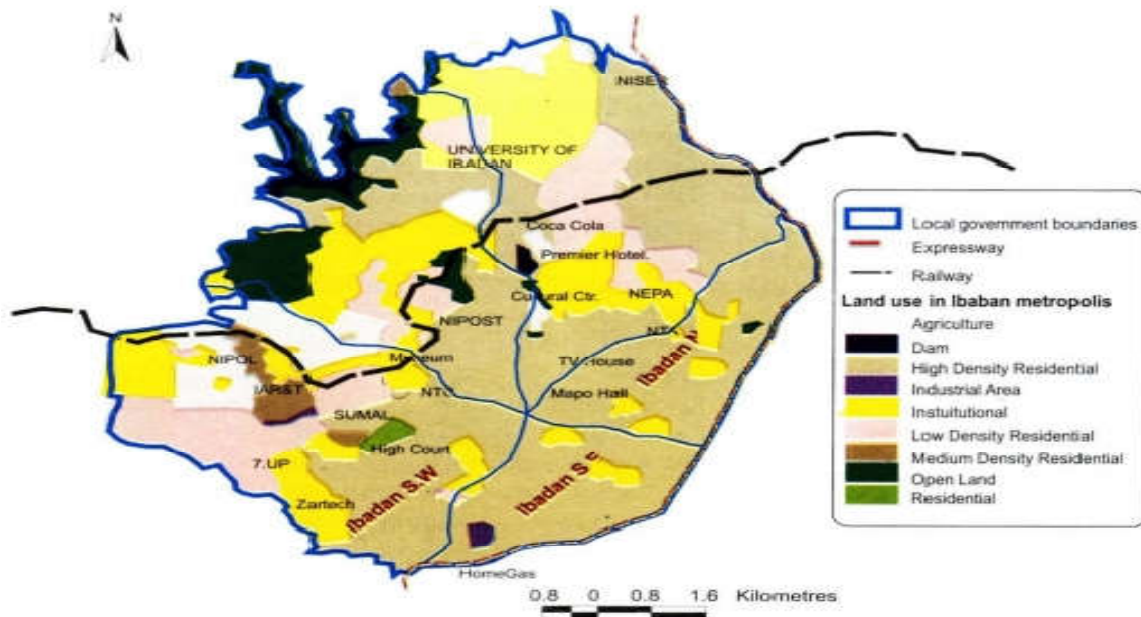 N
NISER
UNIVERSITY OF
IBADAN
Coca Cola
Premier Hotel.
Cultural Ctr.
NEPA
NIPOST
Ibadan N
TV House
NIPOL
IAR&T
NTC
Mapo Hall
SUMAL
High Court
7.UP
Ibadan S.W
Ibadan S.E
Zartech
HomeGas
0.8 0 0.8 1.6 Kilometres
Local government boundaries
Expressway
Railway
Land use in Ibaban metropolis
Agriculture
Dam
High Density Residential
Industrial Area
Instuitutional
Low Density Residential
Medium Density Residential
Open Land
Residential